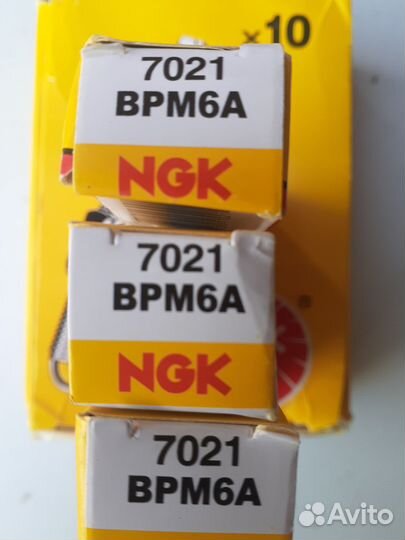 ×10
7021
BPM6A
NGK
7021
BPM6A
NGK
®
7021
BPM6A
Avito